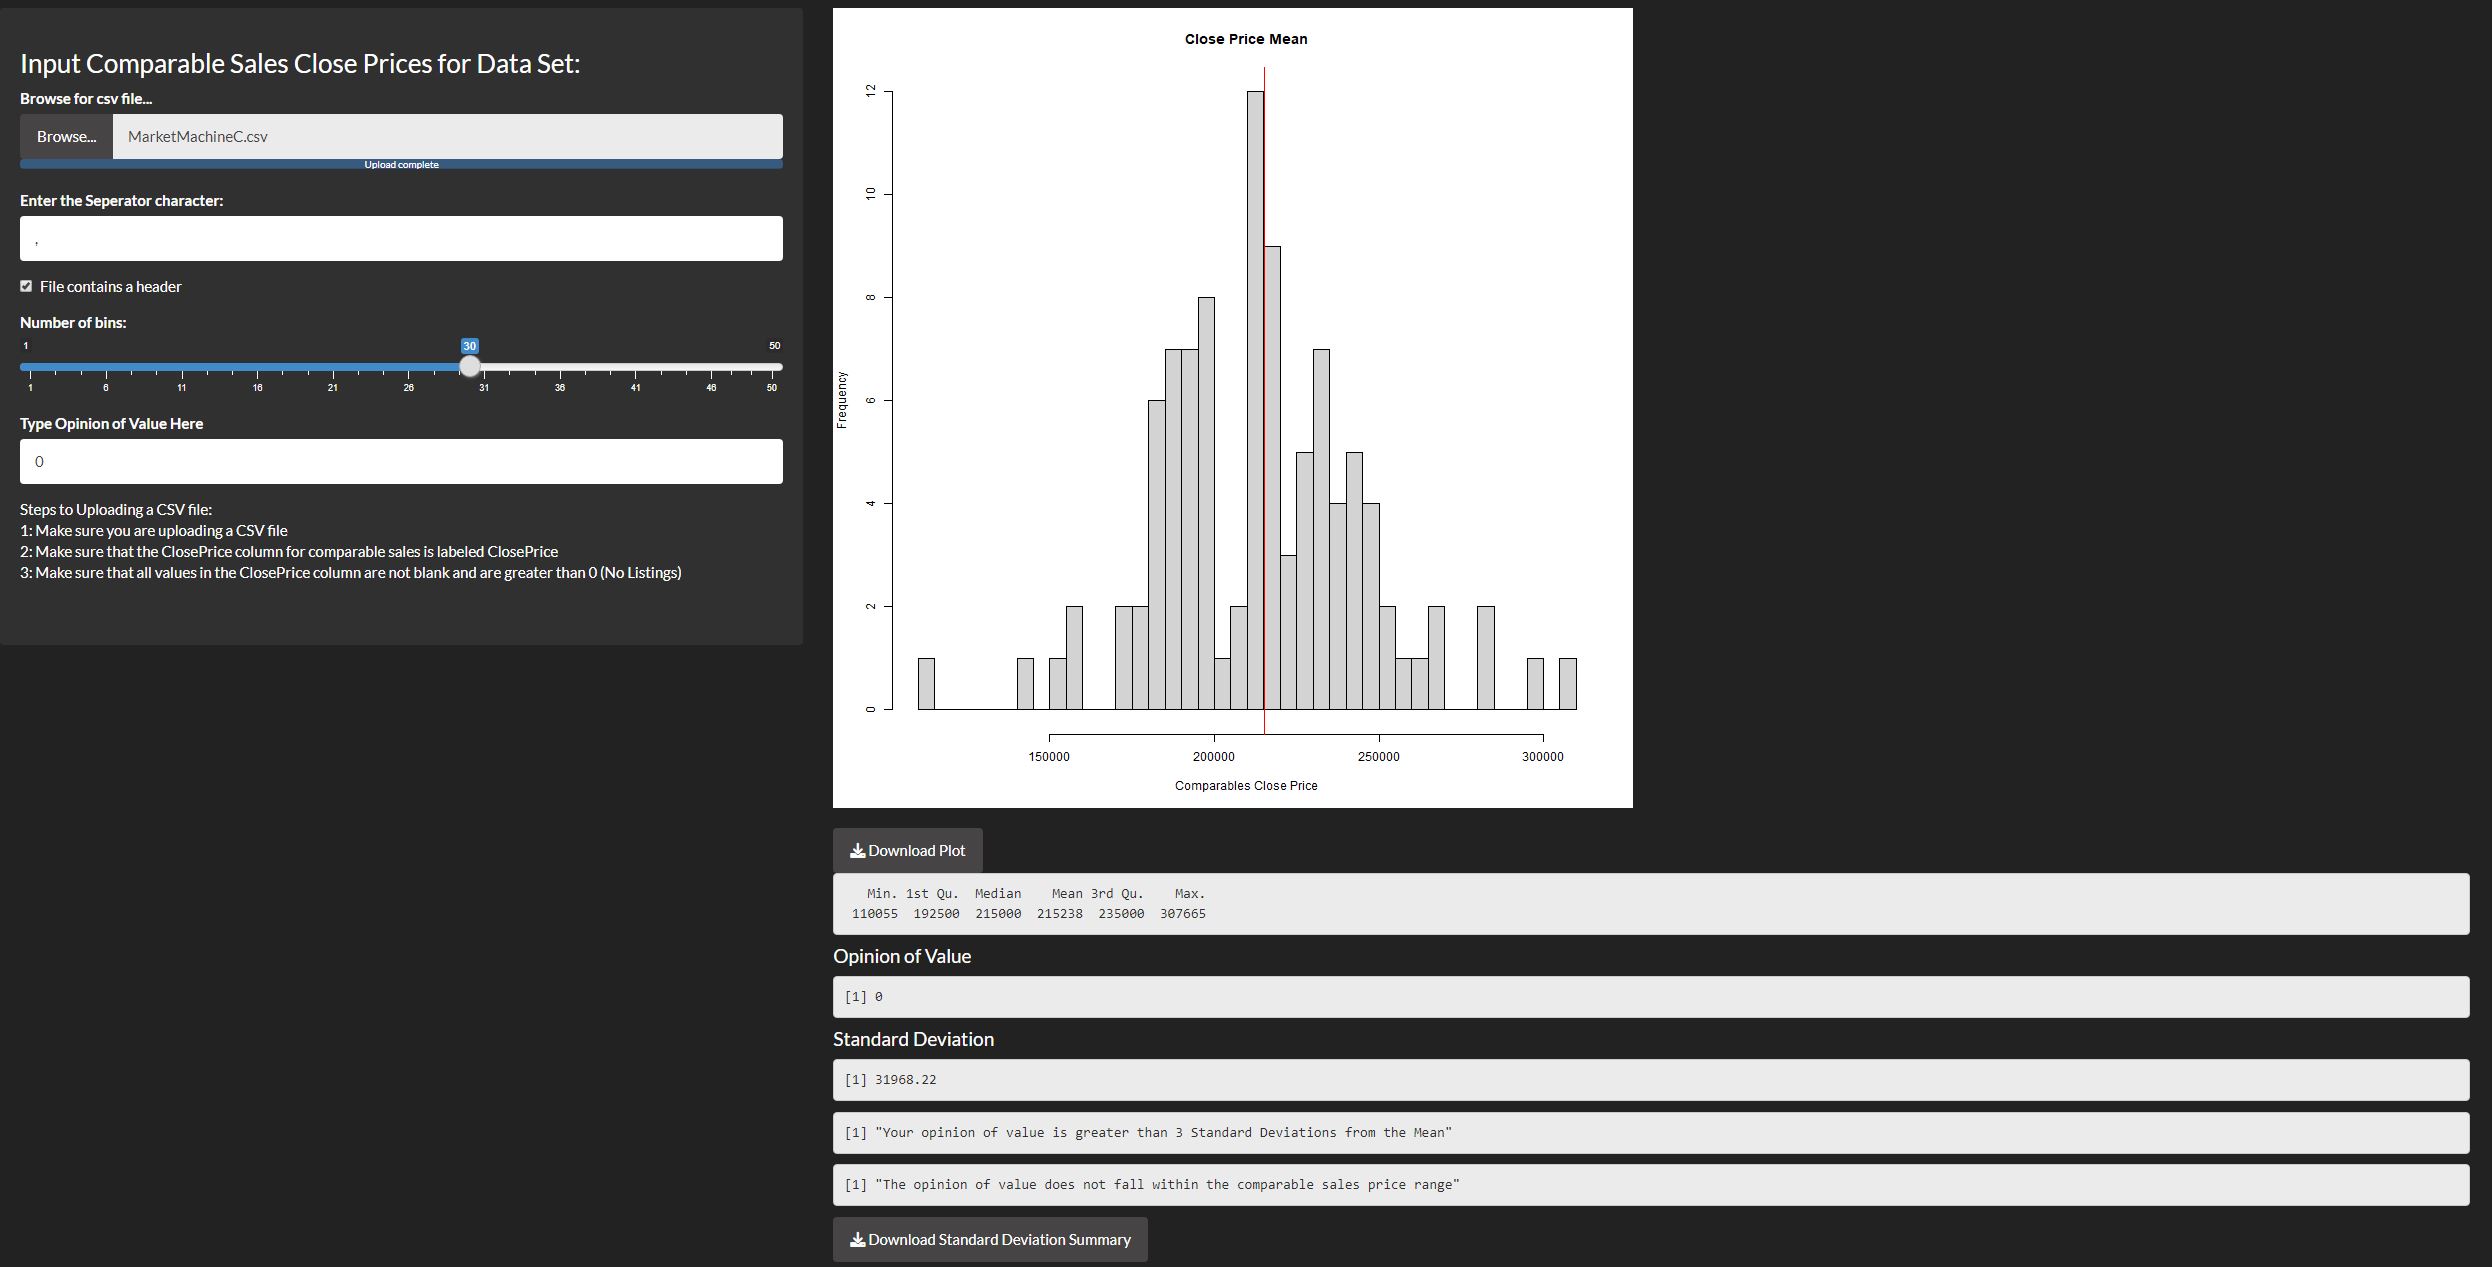 Input Comparable Sales Close Prices for Data Set:
Browse for csv file...
Browse... MarketMachineC.csv
Upload complete
Enter the Seperator character:
,
File contains a header
Number of bins:
1 30 50
1 6 11 16 21 26 31 36 41 46 50
Type Opinion of Value Here
0
Steps to Uploading a CSV file:
1: Make sure you are uploading a CSV file
2: Make sure that the ClosePrice column for comparable sales is labeled ClosePrice
3: Make sure that all values in the ClosePrice column are not blank and are greater than 0 (No Listings)
Close Price Mean
Frequency
12
10
8
6
4
2
0
150000 200000 250000 300000
Comparables Close Price
Download Plot
Min. 1st Qu. Median Mean 3rd Qu. Max.
110055 192500 215000 215238 235000 307665
Opinion of Value
[1] 0
Standard Deviation
[1] 31968.22
[1] "Your opinion of value is greater than 3 Standard Deviations from the Mean"
[1] "The opinion of value does not fall within the comparable sales price range"
Download Standard Deviation Summary